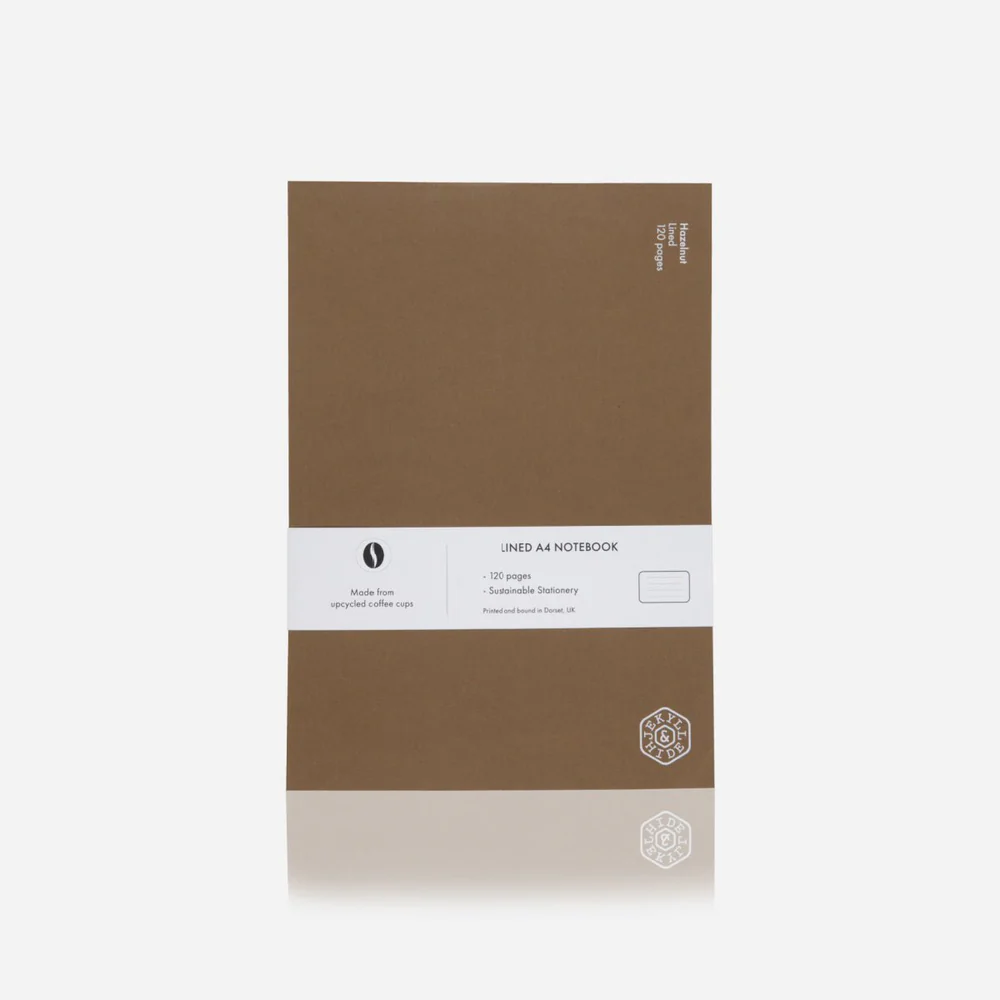 Hazelnut
Lined
120 pages
Made from
upcycled coffee cups
LINED A4 NOTEBOOK
- 120 pages
- Sustainable Stationery
Printed and bound in Dorset, UK
JEKYLL
&
HIDE